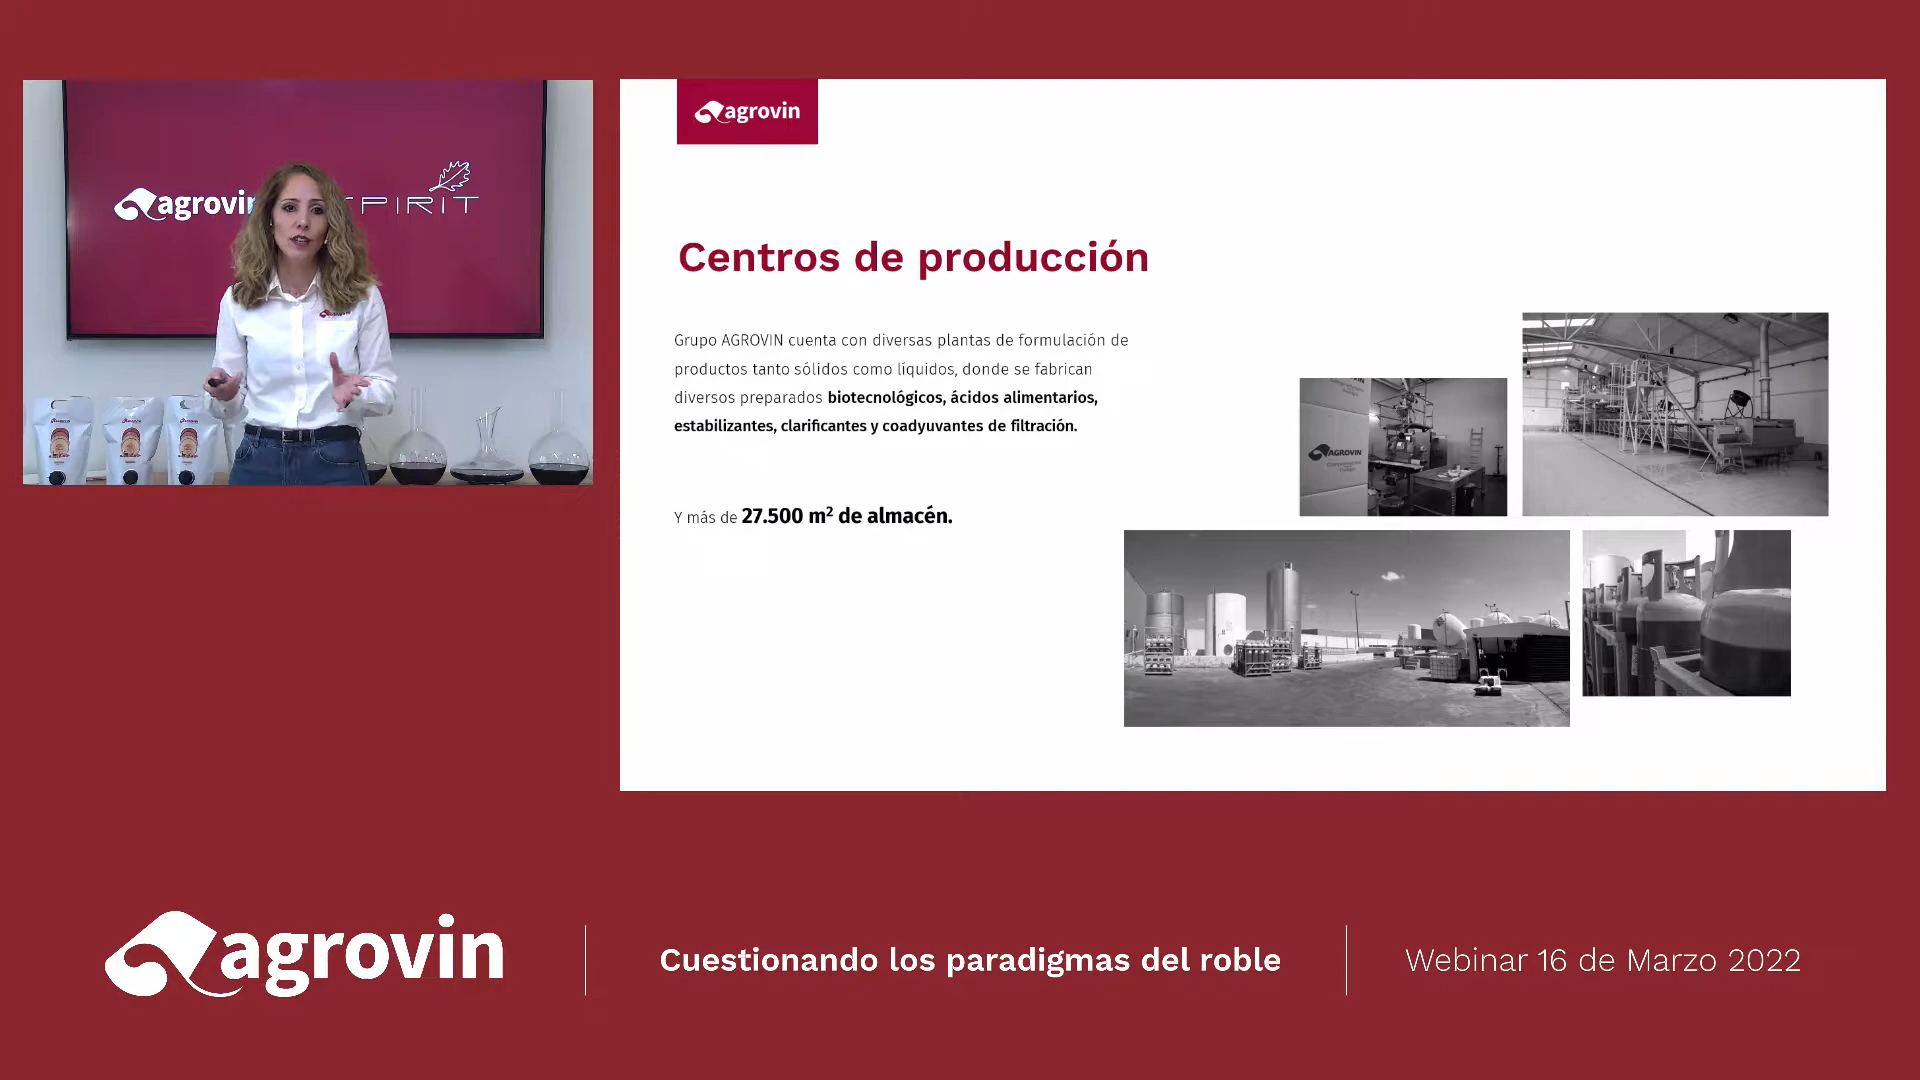 agrovin
PIRIT
agrovin
Centros de producción
Grupo AGROVIN cuenta con diversas plantas de formulación de
productos tanto sólidos como líquidos, donde se fabrican
diversos preparados biotecnológicos, ácidos alimentarios,
estabilizantes, clarificantes y coadyuvantes de filtración.
Y más de 27.500 m² de almacén.
AGROVIN
agrovin
Cuestionando los paradigmas del roble
Webinar 16 de Marzo 2022